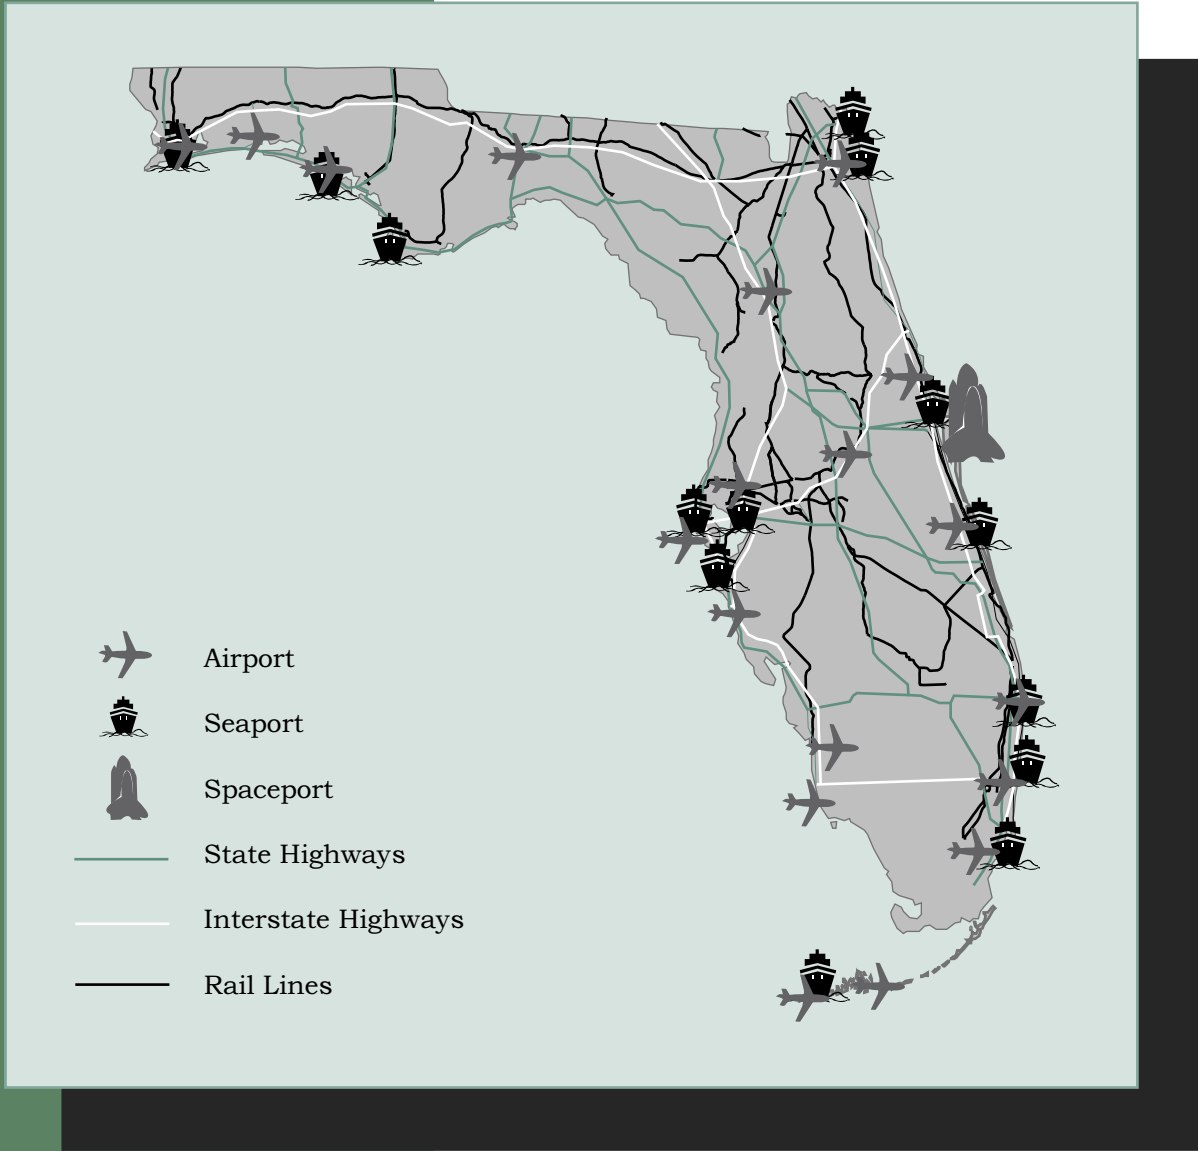 Airport
Seaport
Spaceport
State Highways
Interstate Highways
Rail Lines